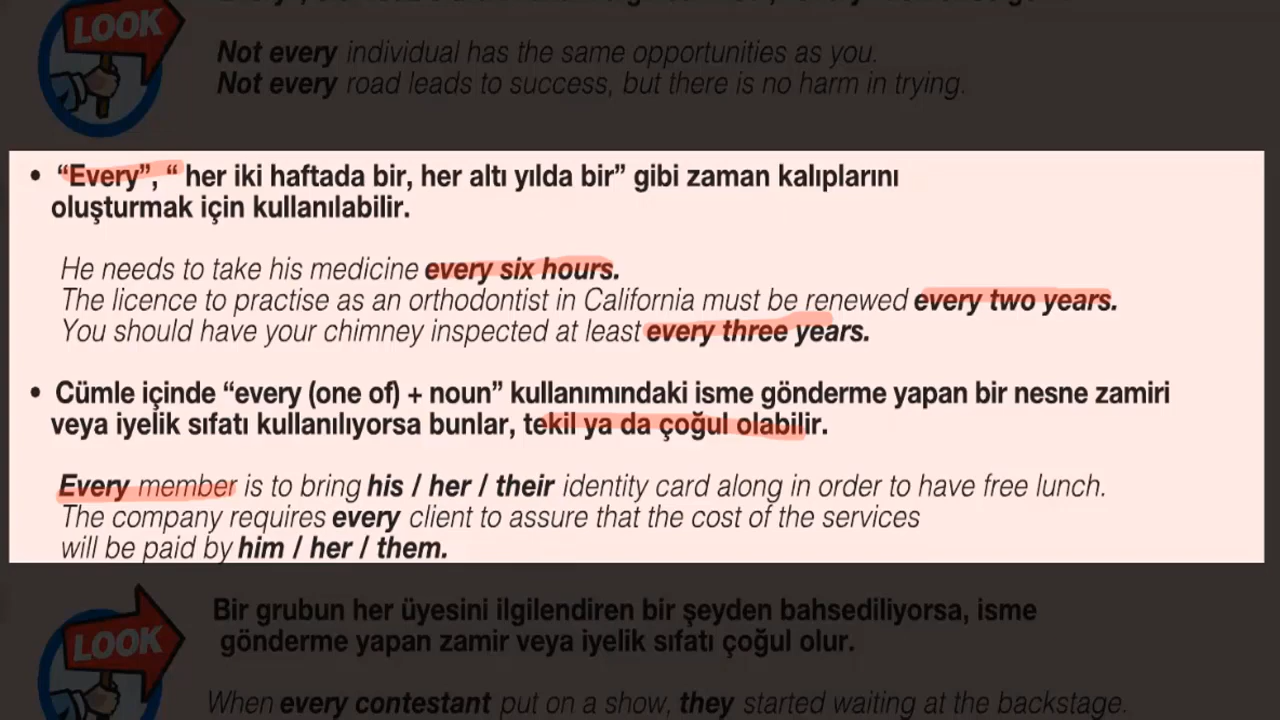 LOOK
Not every individual has the same opportunities as you.
Not every road leads to success, but there is no harm in trying.
• “Every”, “ her iki haftada bir, her altı yılda bir” gibi zaman kalıplarını
oluşturmak için kullanılabilir.
He needs to take his medicine every six hours.
The licence to practise as an orthodontist in California must be renewed every two years.
You should have your chimney inspected at least every three years.
• Cümle içinde “every (one of) + noun” kullanımındaki isme gönderme yapan bir nesne zamiri
veya iyelik sıfatı kullanılıyorsa bunlar, tekil ya da çoğul olabilir.
Every member is to bring his / her / their identity card along in order to have free lunch.
The company requires every client to assure that the cost of the services
will be paid by him / her / them.
LOOK
Bir grubun her üyesini ilgilendiren bir şeyden bahsediliyorsa, isme
gönderme yapan zamir veya iyelik sıfatı çoğul olur.
When every contestant put on a show, they started waiting at the backstage.